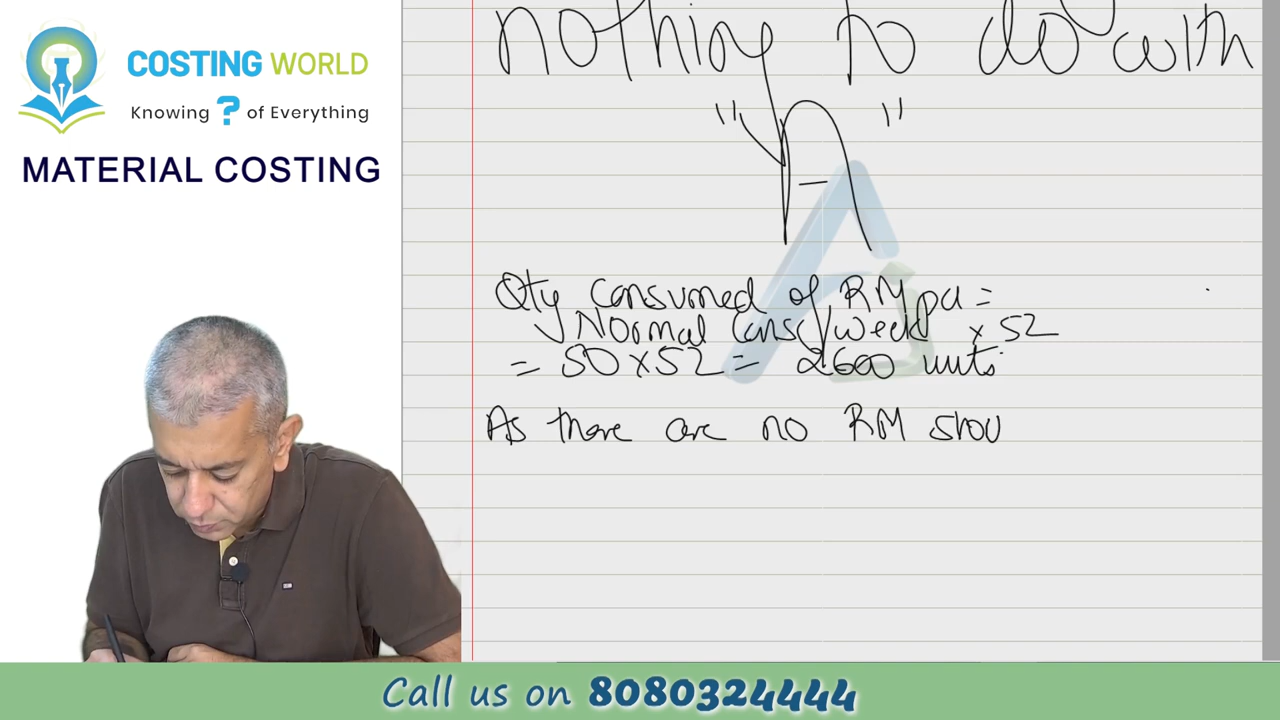 COSTING WORLD
Knowing ? of Everything
MATERIAL COSTING
nothing to do with
"A"
Qty consumed of RM pa =
√ Normal Cons/week × 52
= 50 × 52 = 2600 units
As there are no RM stou
Call us on 8080324444